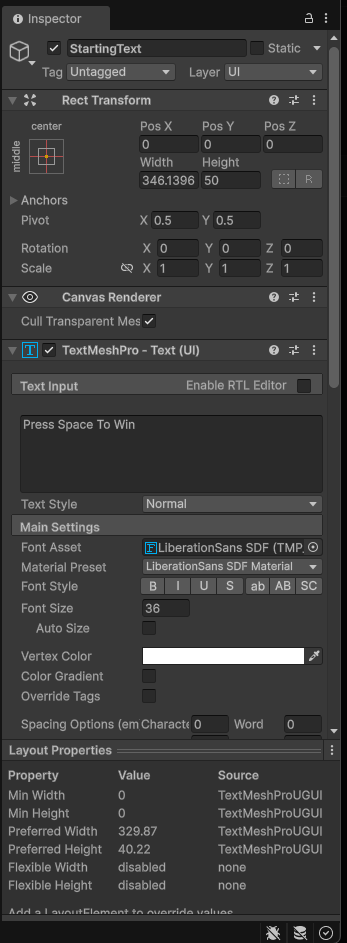 Inspector
StartingText Static
Tag Untagged Layer UI
Rect Transform
center Pos X Pos Y Pos Z
middle 0 0 0
Width Height
346.1396 50 R
Anchors
Pivot X 0.5 Y 0.5
Rotation X 0 Y 0 Z 0
Scale X 1 Y 1 Z 1
Canvas Renderer
Cull Transparent Mes
TextMeshPro - Text (UI)
Text Input Enable RTL Editor
Press Space To Win
Text Style Normal
Main Settings
Font Asset LiberationSans SDF (TMP_
Material Preset LiberationSans SDF Material
Font Style B I U S ab AB SC
Font Size 36
Auto Size
Vertex Color
Color Gradient
Override Tags
Spacing Options (em Characte 0 Word 0
Layout Properties
Property Value Source
Min Width 0 TextMeshProUGUI
Min Height 0 TextMeshProUGUI
Preferred Width 329.87 TextMeshProUGUI
Preferred Height 40.22 TextMeshProUGUI
Flexible Width disabled none
Flexible Height disabled none
Add a LayoutElement to override values